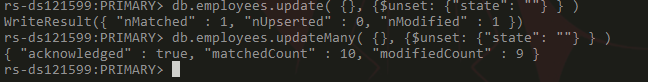 rs-ds121599:PRIMARY> db.employees.update( {}, {$unset: {"state": ""} } )
WriteResult({ "nMatched" : 1, "nUpserted" : 0, "nModified" : 1 })
rs-ds121599:PRIMARY> db.employees.updateMany( {}, {$unset: {"state": ""} } )
{ "acknowledged" : true, "matchedCount" : 10, "modifiedCount" : 9 }
rs-ds121599:PRIMARY>